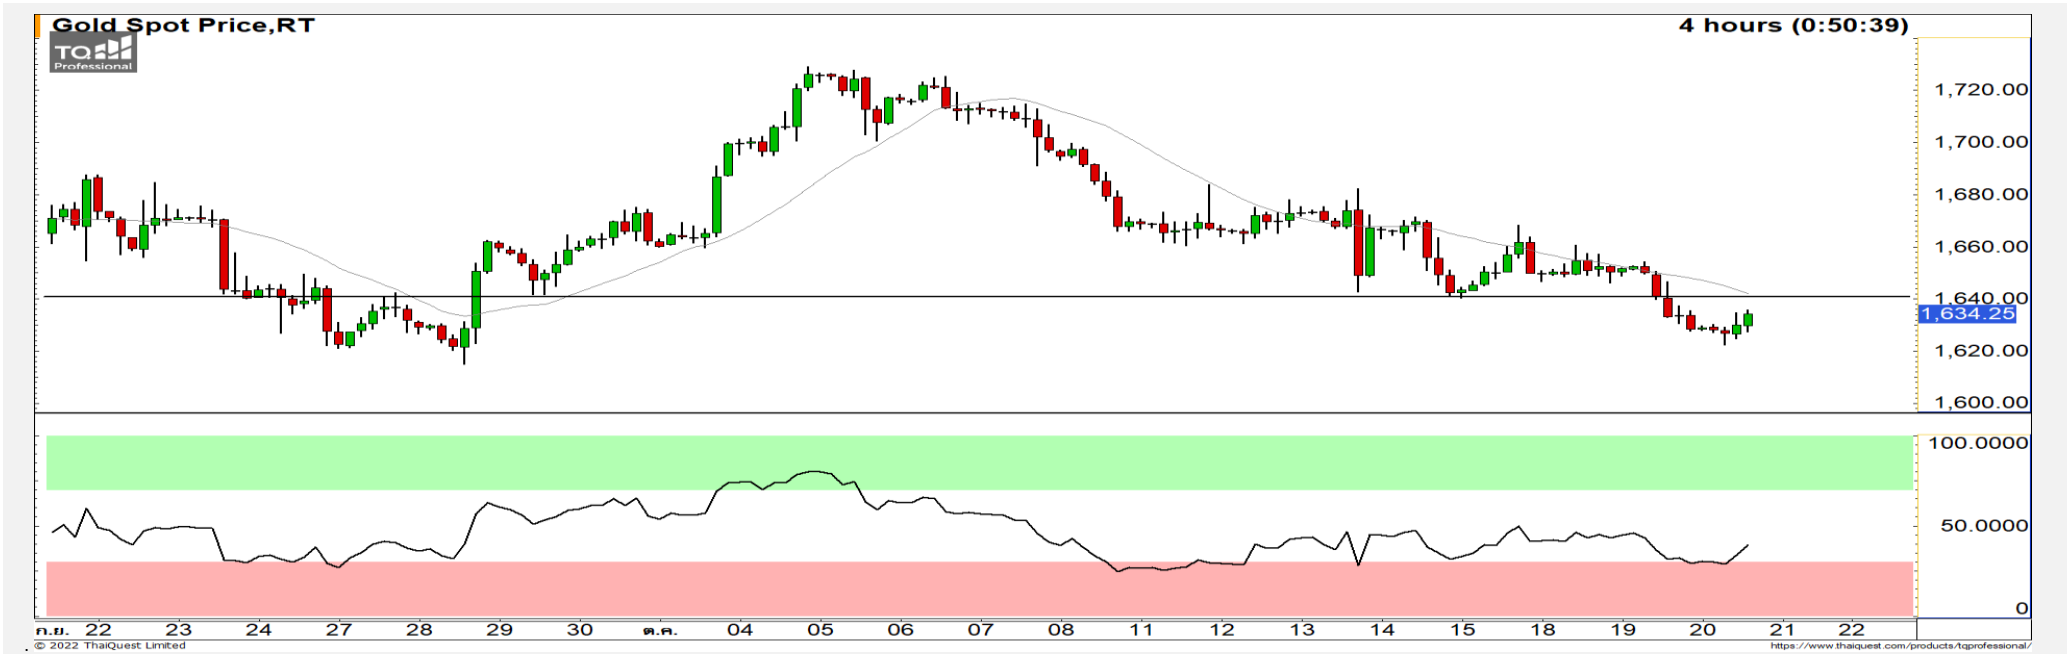 Gold Spot Price,RT
4 hours (0:50:39)
TQ
Professional
1,720.00
1,700.00
1,680.00
1,660.00
1,640.00
1,634.25
1,620.00
1,600.00
100.0000
50.0000
0
ก.ย. 22 23 24 27 28 29 30 ต.ค. 04 05 06 07 08 11 12 13 14 15 18 19 20 21 22
© 2022 ThaiQuest Limited
https://www.thaiquest.com/products/tqprofessional/